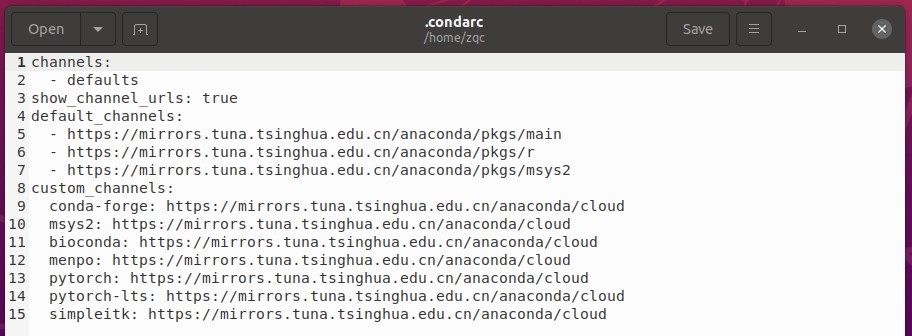 Open
.condarc
/home/zqc
Save
1 channels:
2   - defaults
3 show_channel_urls: true
4 default_channels:
5   - https://mirrors.tuna.tsinghua.edu.cn/anaconda/pkgs/main
6   - https://mirrors.tuna.tsinghua.edu.cn/anaconda/pkgs/r
7   - https://mirrors.tuna.tsinghua.edu.cn/anaconda/pkgs/msys2
8 custom_channels:
9   conda-forge: https://mirrors.tuna.tsinghua.edu.cn/anaconda/cloud
10   msys2: https://mirrors.tuna.tsinghua.edu.cn/anaconda/cloud
11   bioconda: https://mirrors.tuna.tsinghua.edu.cn/anaconda/cloud
12   menpo: https://mirrors.tuna.tsinghua.edu.cn/anaconda/cloud
13   pytorch: https://mirrors.tuna.tsinghua.edu.cn/anaconda/cloud
14   pytorch-lts: https://mirrors.tuna.tsinghua.edu.cn/anaconda/cloud
15   simpleitk: https://mirrors.tuna.tsinghua.edu.cn/anaconda/cloud